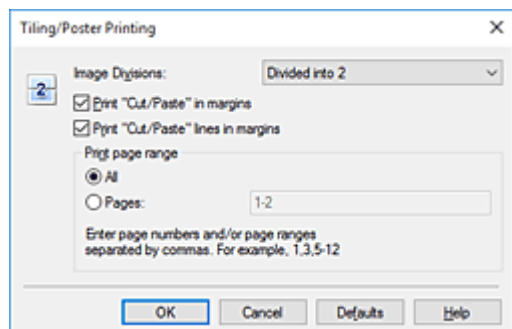 Tiling/Poster Printing
Image Divisions: Divided into 2
2
Print "Cut/Paste" in margins
Print "Cut/Paste" lines in margins
Print page range
All
Pages: 1-2
Enter page numbers and/or page ranges
separated by commas. For example, 1,3,5-12
OK Cancel Defaults Help